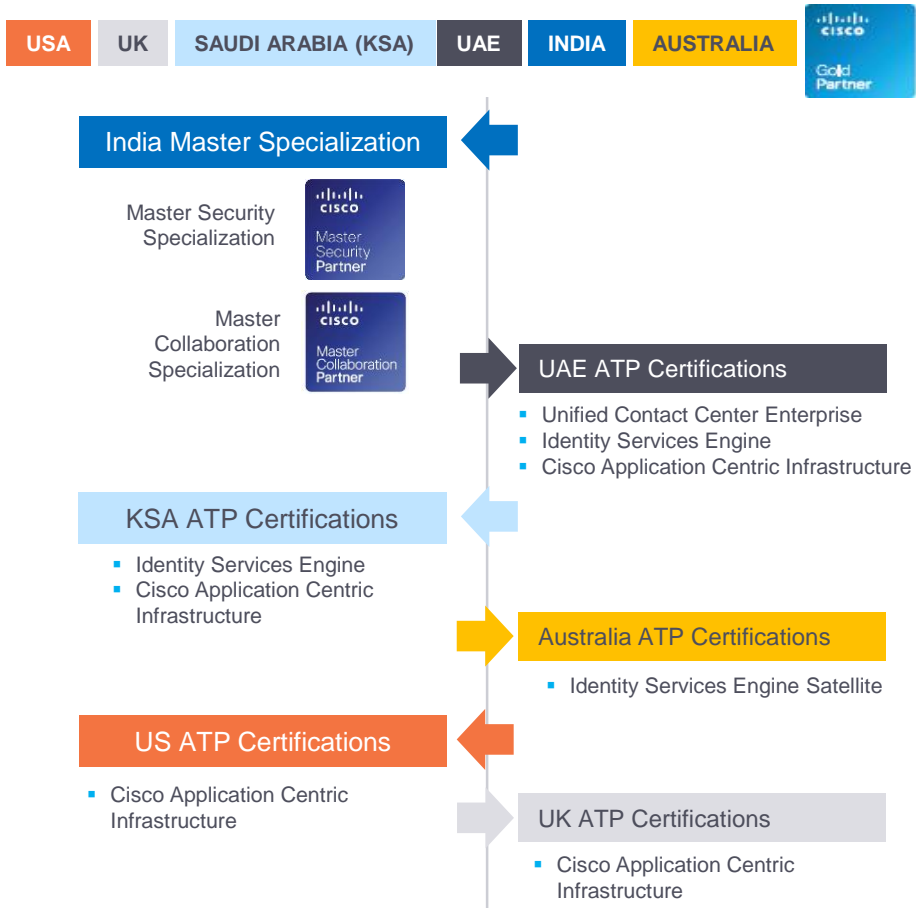 USA UK SAUDI ARABIA (KSA) UAE INDIA AUSTRALIA
CISCO
Gold
Partner
India Master Specialization
Master Security
Specialization
CISCO
Master
Security
Partner
Master
Collaboration
Specialization
CISCO
Master
Collaboration
Partner
UAE ATP Certifications
Unified Contact Center Enterprise
Identity Services Engine
Cisco Application Centric Infrastructure
KSA ATP Certifications
Identity Services Engine
Cisco Application Centric
Infrastructure
Australia ATP Certifications
Identity Services Engine Satellite
US ATP Certifications
Cisco Application Centric
Infrastructure
UK ATP Certifications
Cisco Application Centric
Infrastructure